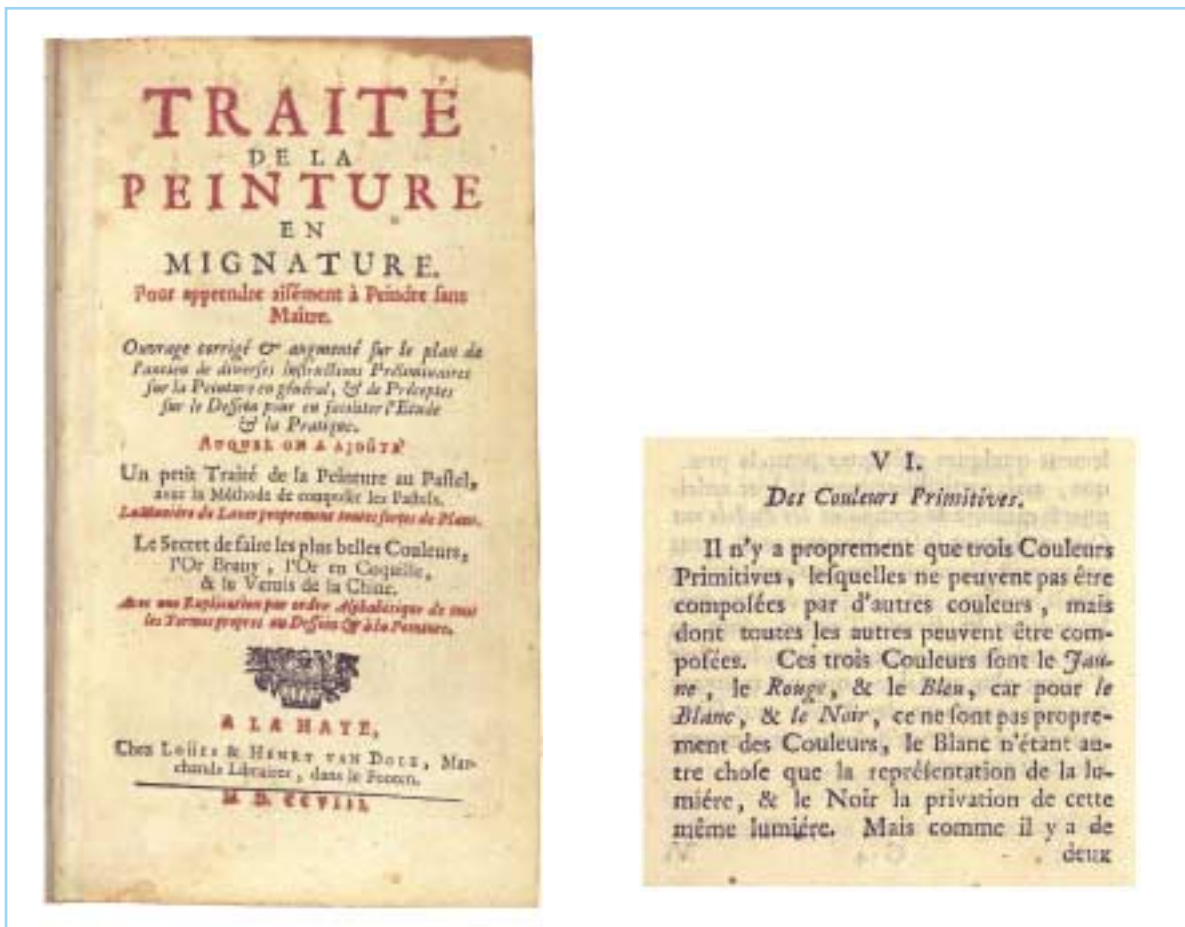 TRAITÉ
DE LA
PEINTURE
EN
MIGNATURE.
Pour apprendre aisément à Peindre sans
Maitre.
Ouvrage corrigé & augmenté sur le plan de
l'ancien de diverses Instructions Préliminaires
sur la Peinture en général, & de Préceptes
sur le Dessein pour en faciliter l'Etude
& la Pratique.
AUQUEL ON A AJOÛTÉ
Un petit Traité de la Peinture au Pastel,
avec la Méthode de composer les Pastels.
La Maniére de Laver proprement toutes sortes de Plans.
Le Secret de faire les plus belles Couleurs,
l'Or Bruny, l'Or en Coquille,
& le Vernis de la Chine.
Avec une Explication par ordre Alphabetique de tous
les Termes propres au Dessein & à la Peinture.
A LA HAYE,
Chez LOÜIS & HENRY VAN DOLE, Mar-
chands Libraires, dans le Pooten.
M. D. CCVIII.
VI.
Des Couleurs Primitives.
Il n'y a proprement que trois Couleurs
Primitives, lesquelles ne peuvent pas être
composées par d'autres couleurs, mais
dont toutes les autres peuvent être com-
posées. Ces trois Couleurs sont le Jau-
ne, le Rouge, & le Bleu, car pour le
Blanc, & le Noir, ce ne sont pas propre-
ment des Couleurs, le Blanc n'étant au-
tre chose que la représentation de la lu-
miére, & le Noir la privation de cette
même lumiére. Mais comme il y a de
deux